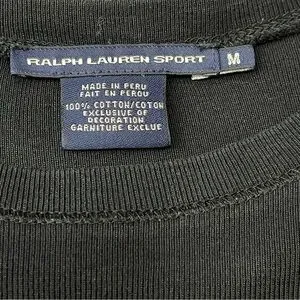 RALPH LAUREN SPORT M
MADE IN PERU
FAIT EN PEROU
100% COTTON/COTON
EXCLUSIVE OF
DECORATION
GARNITURE EXCLUE